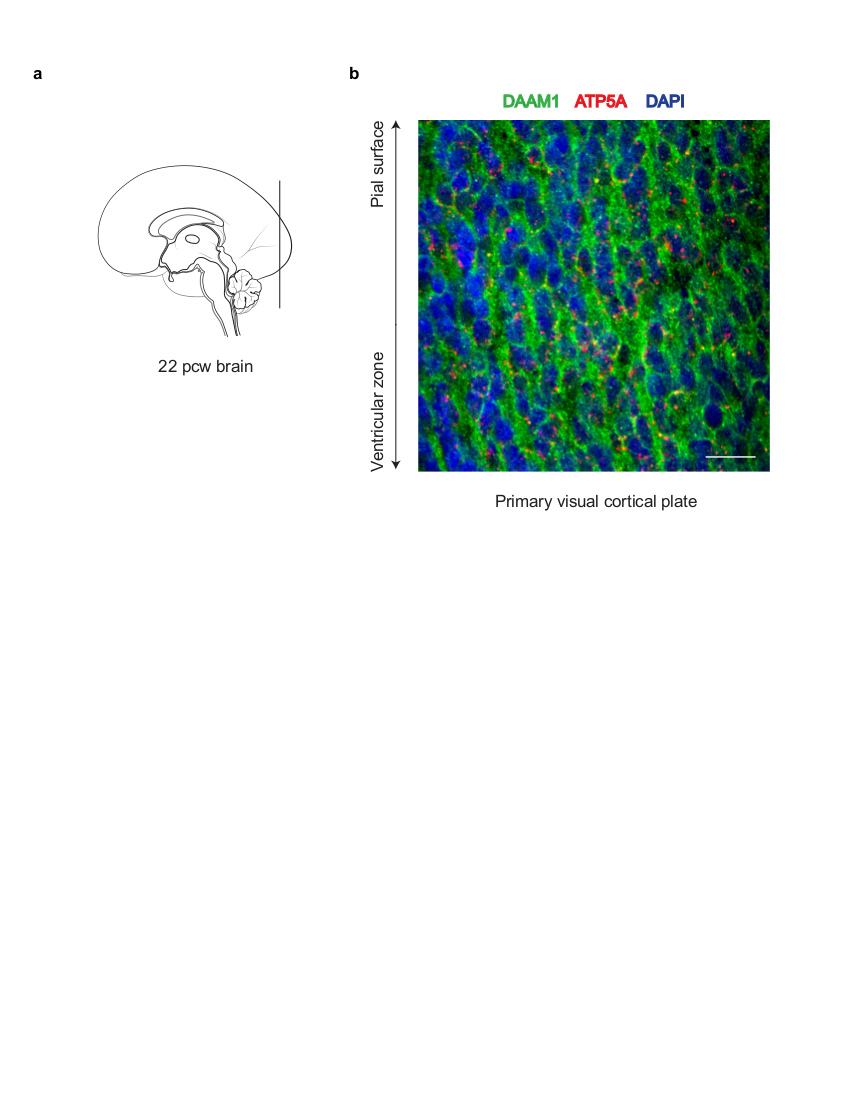 a
b
DAAM1 ATP5A DAPI
Pial surface
Ventricular zone
22 pcw brain
Primary visual cortical plate